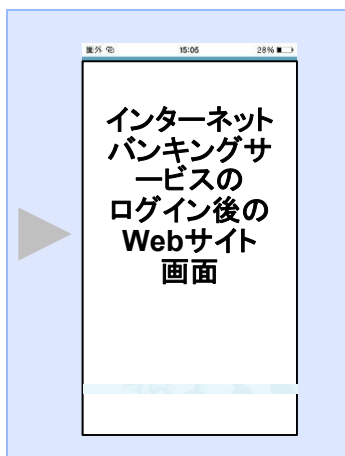 圏外 15:05 28%
インターネット
バンキングサ
ービスの
ログイン後の
Webサイト
画面